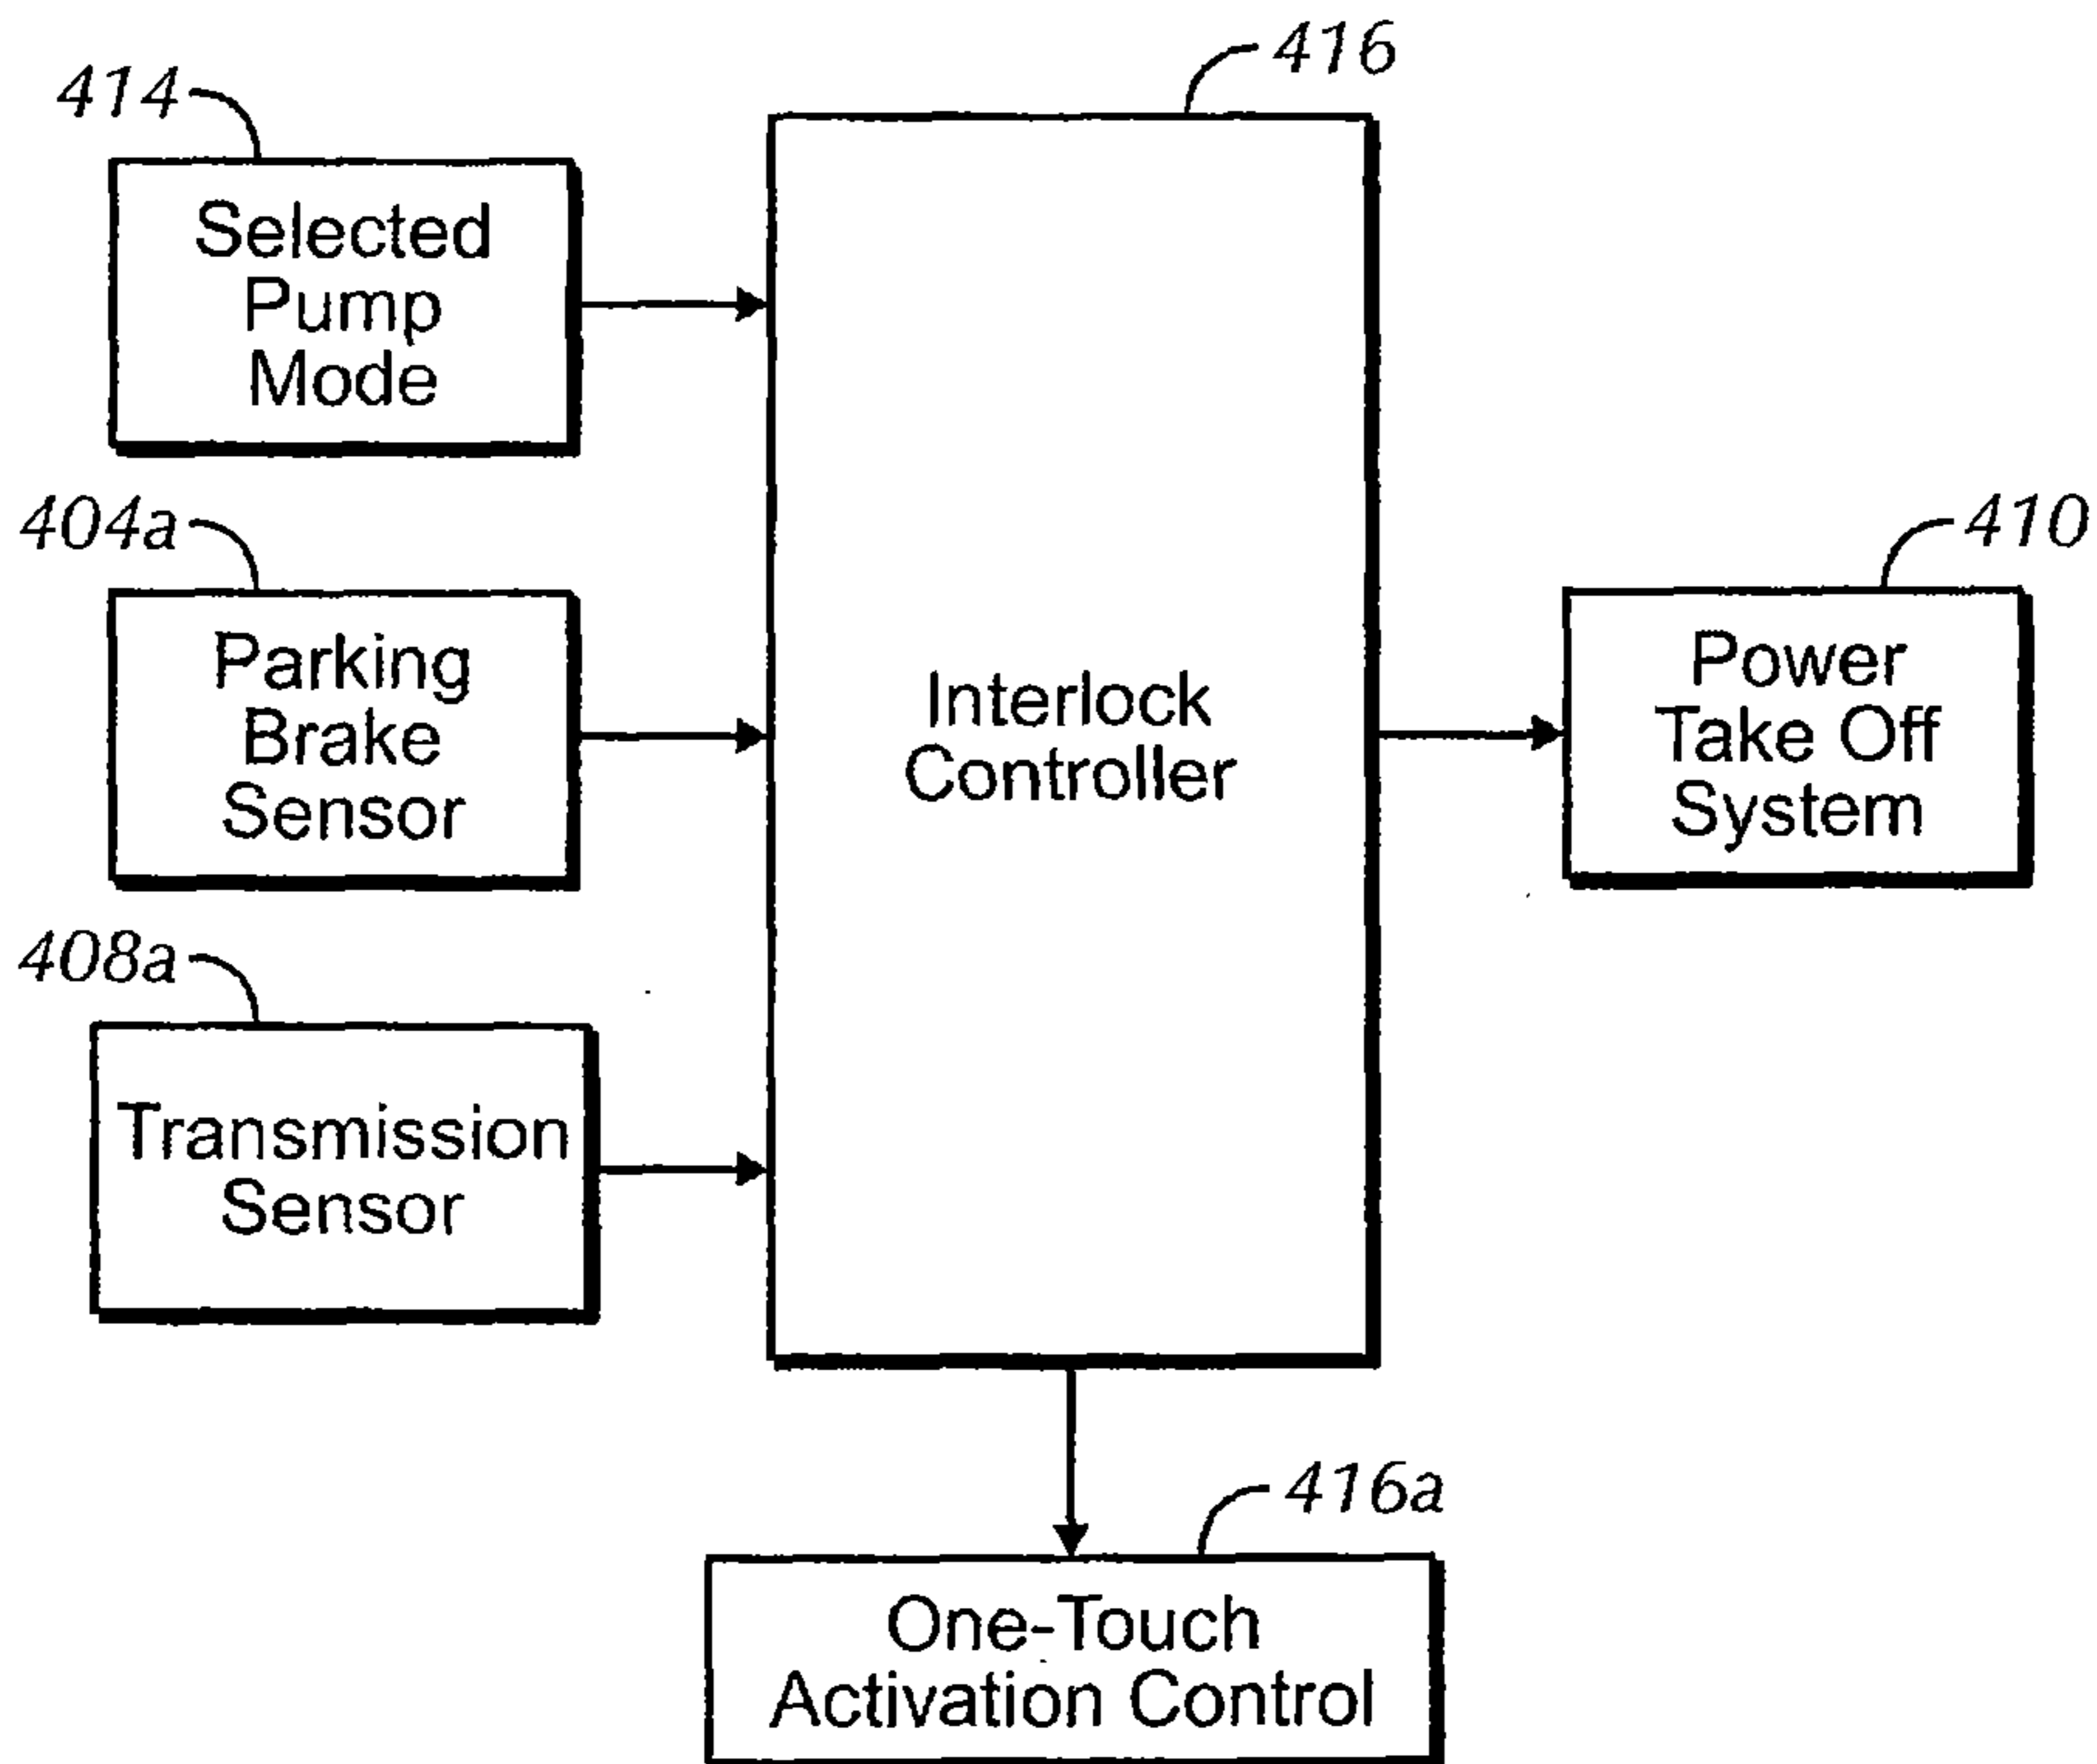 416
414
Selected
Pump
Mode
404a
Parking
Brake
Sensor
408a
Transmission
Sensor
Interlock
Controller
410
Power
Take Off
System
416a
One-Touch
Activation Control